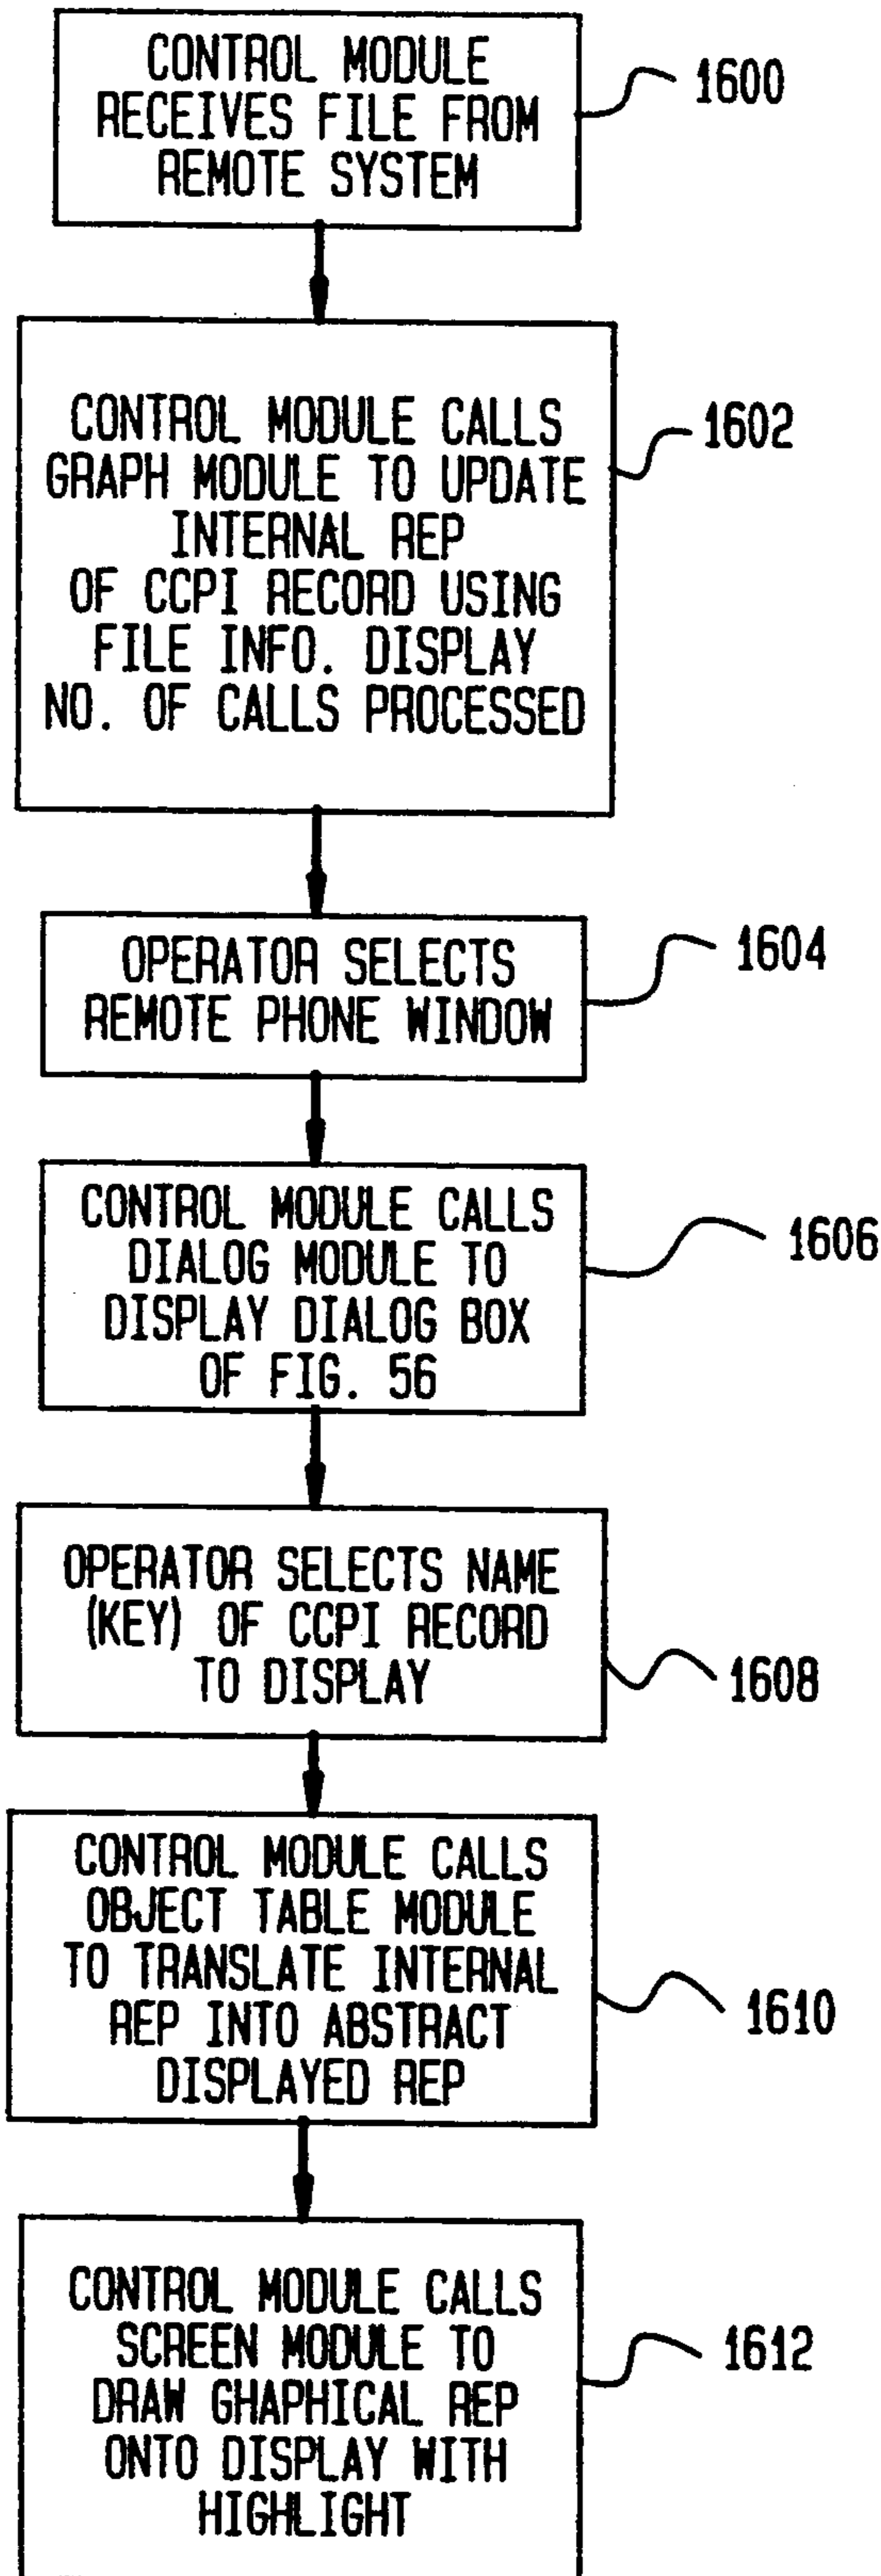 CONTROL MODULE
RECEIVES FILE FROM
REMOTE SYSTEM
1600
CONTROL MODULE CALLS
GRAPH MODULE TO UPDATE
INTERNAL REP
OF CCPI RECORD USING
FILE INFO. DISPLAY
NO. OF CALLS PROCESSED
1602
OPERATOR SELECTS
REMOTE PHONE WINDOW
1604
CONTROL MODULE CALLS
DIALOG MODULE TO
DISPLAY DIALOG BOX
OF FIG. 56
1606
OPERATOR SELECTS NAME
(KEY) OF CCPI RECORD
TO DISPLAY
1608
CONTROL MODULE CALLS
OBJECT TABLE MODULE
TO TRANSLATE INTERNAL
REP INTO ABSTRACT
DISPLAYED REP
1610
CONTROL MODULE CALLS
SCREEN MODULE TO
DRAW GHAPHICAL REP
ONTO DISPLAY WITH
HIGHLIGHT
1612